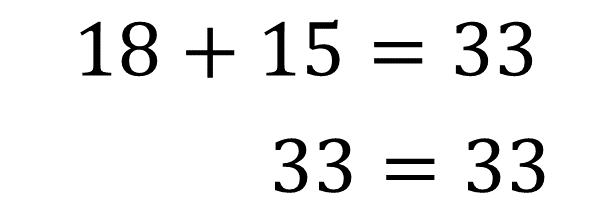 18 + 15 = 33
33 = 33